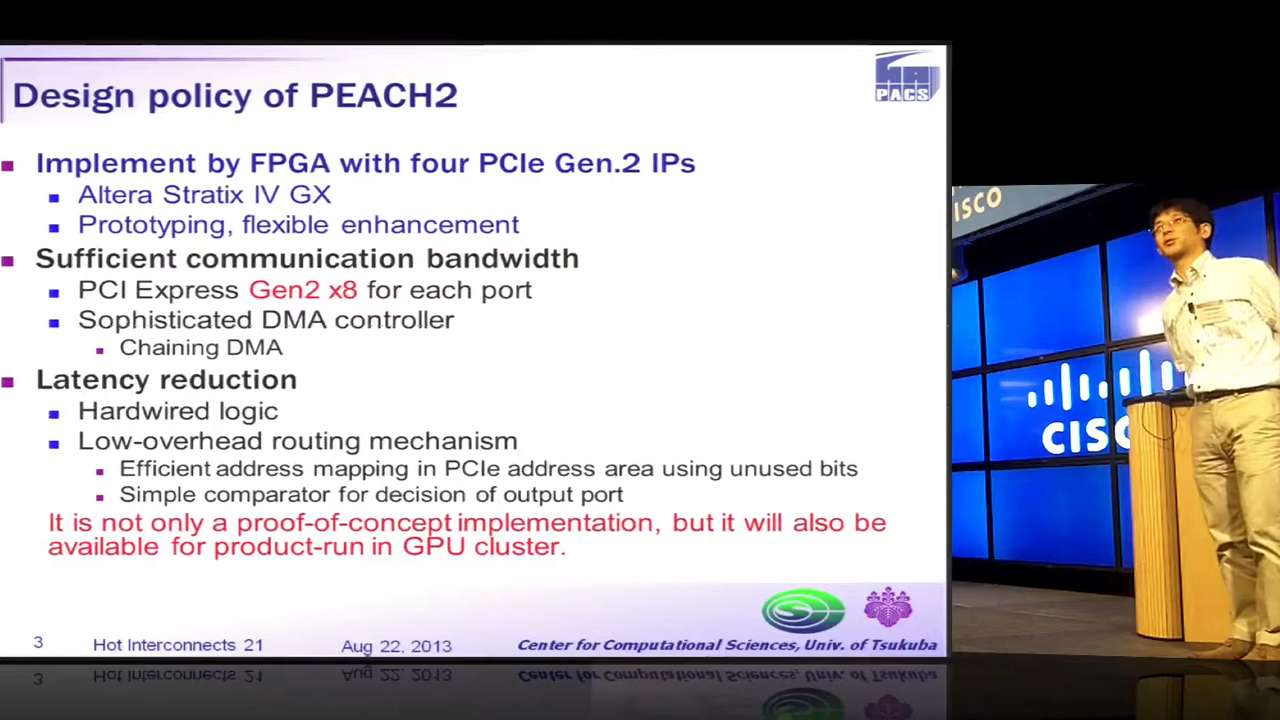 Design policy of PEACH2
HA
PACS
Implement by FPGA with four PCIe Gen.2 IPs
Altera Stratix IV GX
Prototyping, flexible enhancement
Sufficient communication bandwidth
PCI Express Gen2 x8 for each port
Sophisticated DMA controller
Chaining DMA
Latency reduction
Hardwired logic
Low-overhead routing mechanism
Efficient address mapping in PCIe address area using unused bits
Simple comparator for decision of output port
It is not only a proof-of-concept implementation, but it will also be
available for product-run in GPU cluster.
3 Hot Interconnects 21 Aug 22, 2013 Center for Computational Sciences, Univ. of Tsukuba
ISCO
CISC